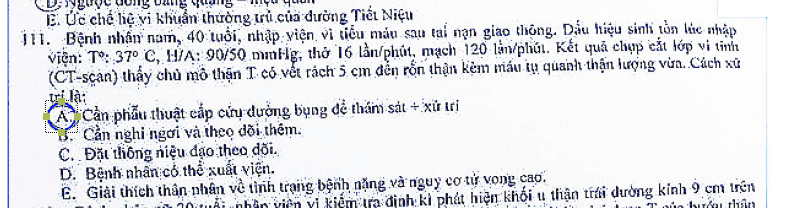 D. Ngược dòng bàng quang –
E. Ức chế hệ vi khuẩn thường trú của đường Tiết Niệu
111. Bệnh nhân nam, 40 tuổi, nhập viện vì tiểu máu sau tai nạn giao thông. Dấu hiệu sinh tồn lúc nhập
viện: T°: 37° C, H/A: 90/50 mmHg, thở 16 lần/phút, mạch 120 lần/phút. Kết quả chụp cắt lớp vi tính
(CT-scan) thấy chủ mô thận T có vết rách 5 cm đến rốn thận kèm máu tụ quanh thận lượng vừa. Cách xử
trí là:
A. Cần phẫu thuật cấp cứu đường bụng để thám sát + xử trí
B. Cần nghỉ ngơi và theo dõi thêm.
C. Đặt thông niệu đạo theo dõi.
D. Bệnh nhân có thể xuất viện.
E. Giải thích thân nhân về tình trạng bệnh nặng và nguy cơ tử vong cao.
20 tuổi, nhập viện vì kiểm tra định kì phát hiện khối u thận trái đường kính 9 cm trên